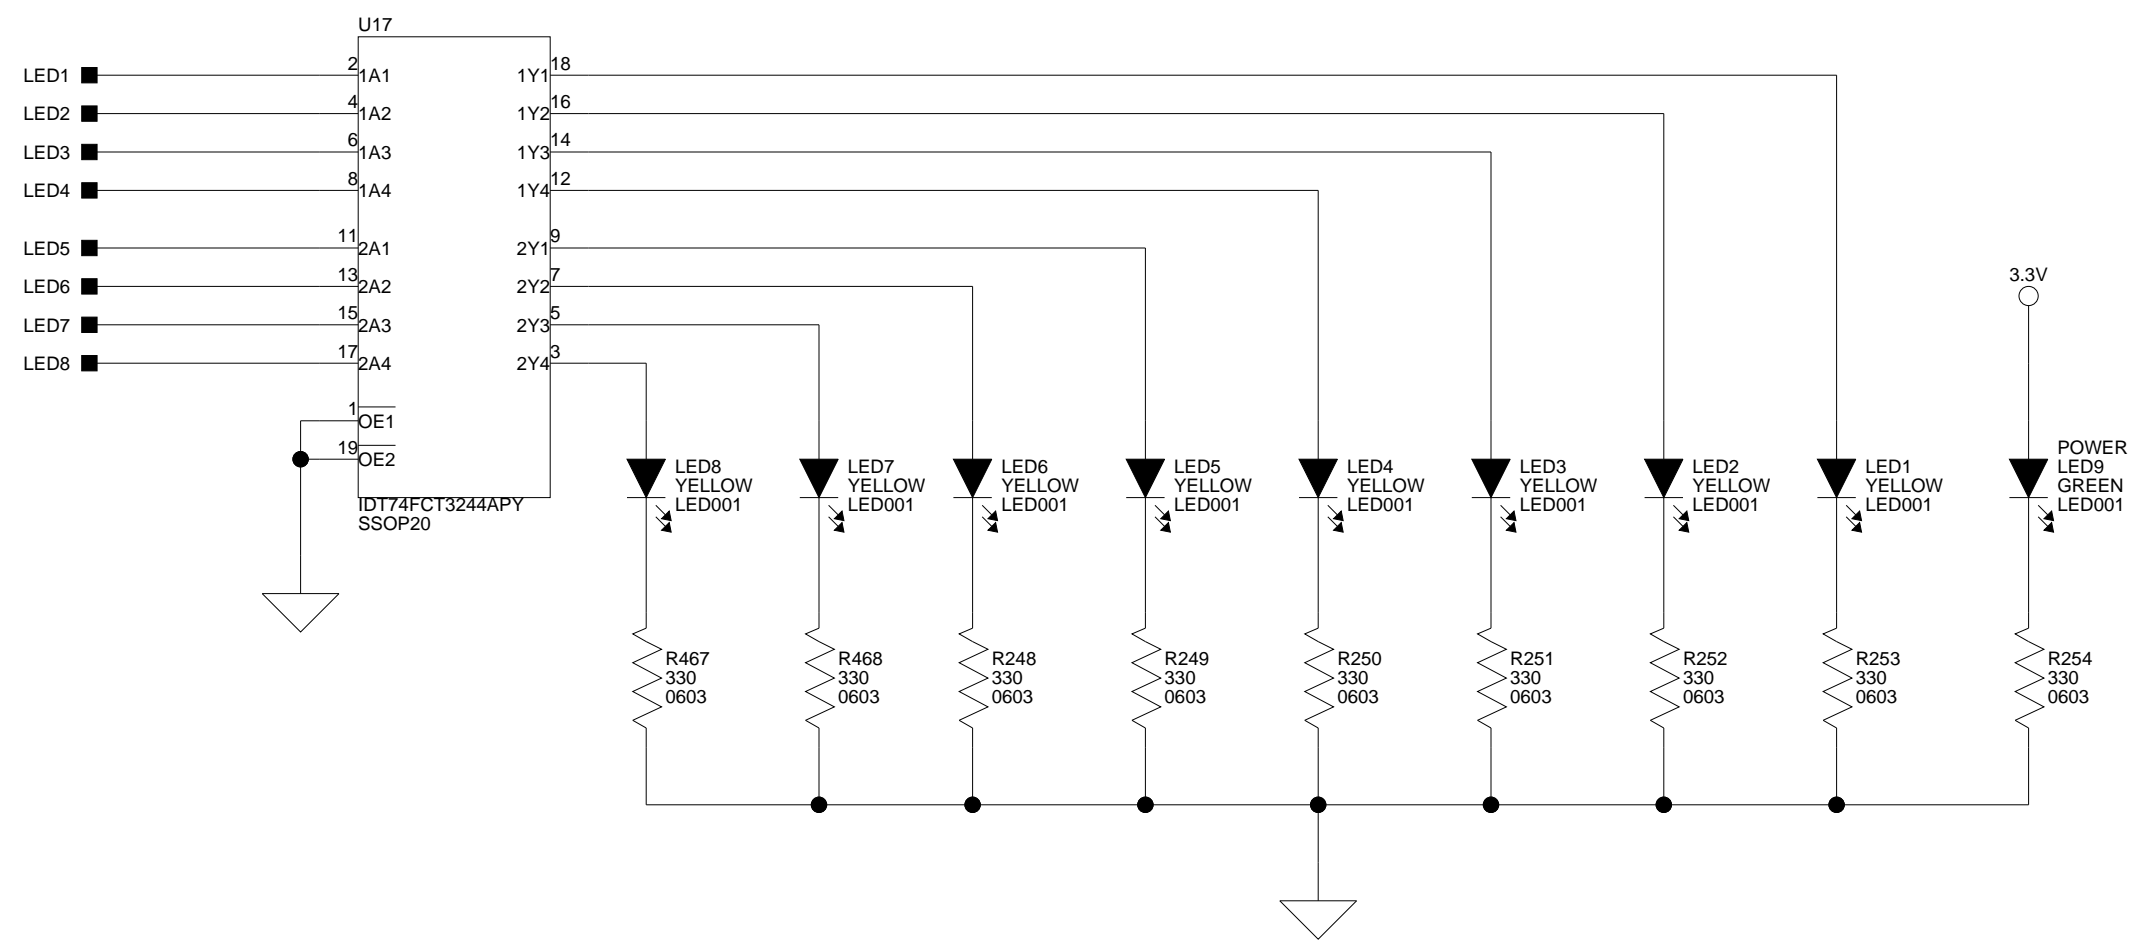 U17
LED1 2 1A1 1Y1 18
LED2 4 1A2 1Y2 16
LED3 6 1A3 1Y3 14
LED4 8 1A4 1Y4 12
LED5 11 2A1 2Y1 9
LED6 13 2A2 2Y2 7
LED7 15 2A3 2Y3 5
LED8 17 2A4 2Y4 3
1 OE1
19 OE2
IDT74FCT3244APY
SSOP20
3.3V
LED8
YELLOW
LED001
LED7
YELLOW
LED001
LED6
YELLOW
LED001
LED5
YELLOW
LED001
LED4
YELLOW
LED001
LED3
YELLOW
LED001
LED2
YELLOW
LED001
LED1
YELLOW
LED001
POWER
LED9
GREEN
LED001
R467
330
0603
R468
330
0603
R248
330
0603
R249
330
0603
R250
330
0603
R251
330
0603
R252
330
0603
R253
330
0603
R254
330
0603